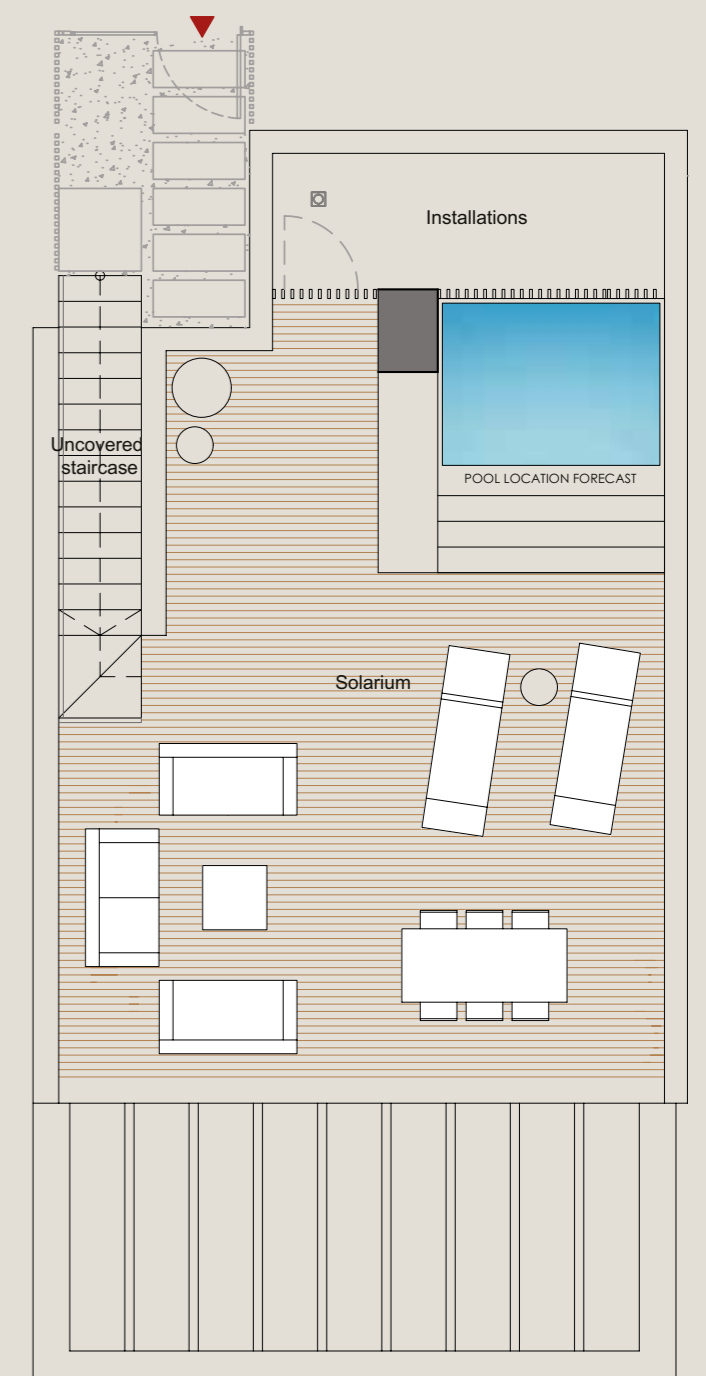 Installations
Uncovered
staircase
POOL LOCATION FORECAST
Solarium